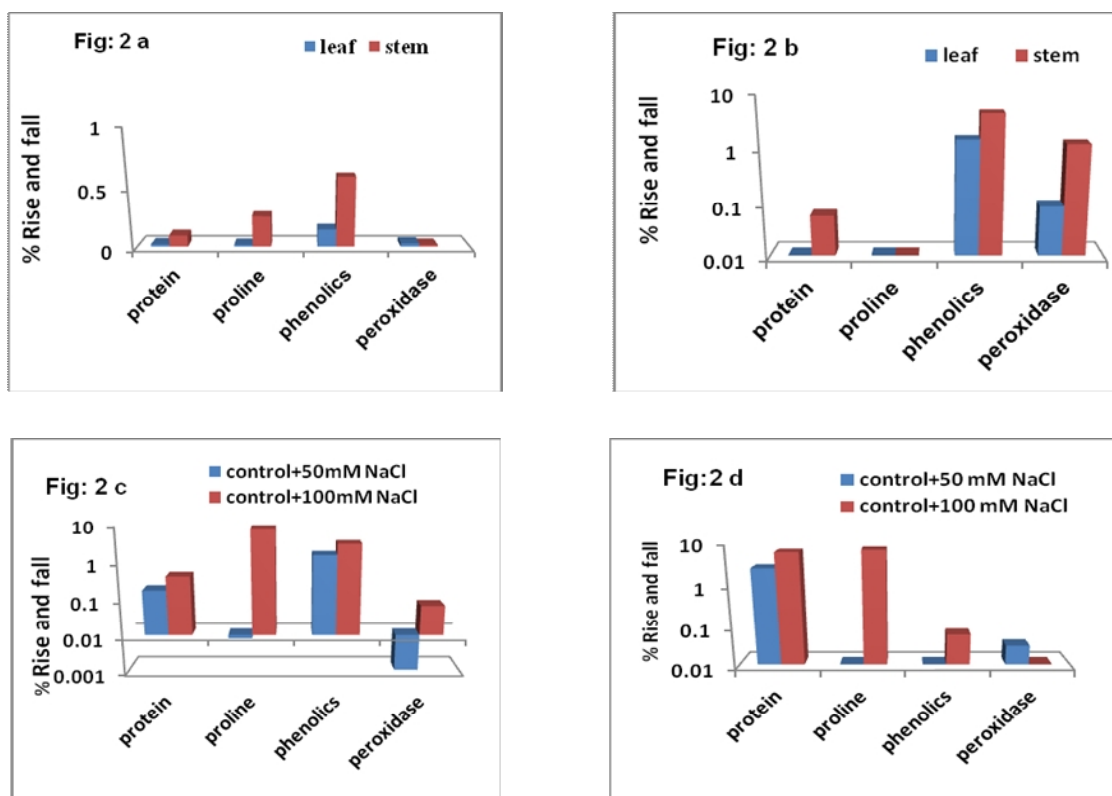 Fig: 2 a
leaf stem
% Rise and fall
1
0.5
0
protein
proline
phenolics
peroxidase
Fig: 2 b
leaf stem
% Rise and fall
10
1
0.1
0.01
protein
proline
phenolics
peroxidase
Fig: 2 c
control+50mM NaCl
control+100mM NaCl
% Rise and fall
10
1
0.1
0.01
0.001
protein
proline
phenolics
peroxidase
Fig:2 d
control+50 mM NaCl
control+100 mM NaCl
% Rise and fall
10
1
0.1
0.01
protein
proline
phenolics
peroxidase